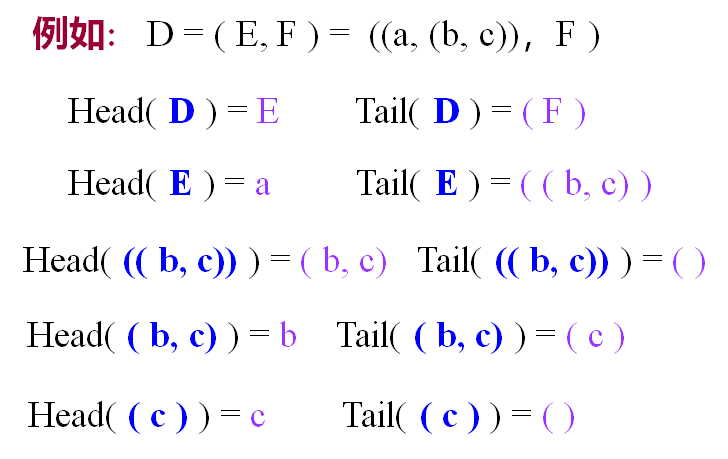 例如: D = ( E, F ) = ((a, (b, c)), F )
Head( D ) = E Tail( D ) = ( F )
Head( E ) = a Tail( E ) = ( ( b, c) )
Head( (( b, c)) ) = ( b, c) Tail( (( b, c)) ) = ( )
Head( ( b, c) ) = b Tail( ( b, c) ) = ( c )
Head( ( c ) ) = c Tail( ( c ) ) = ( )